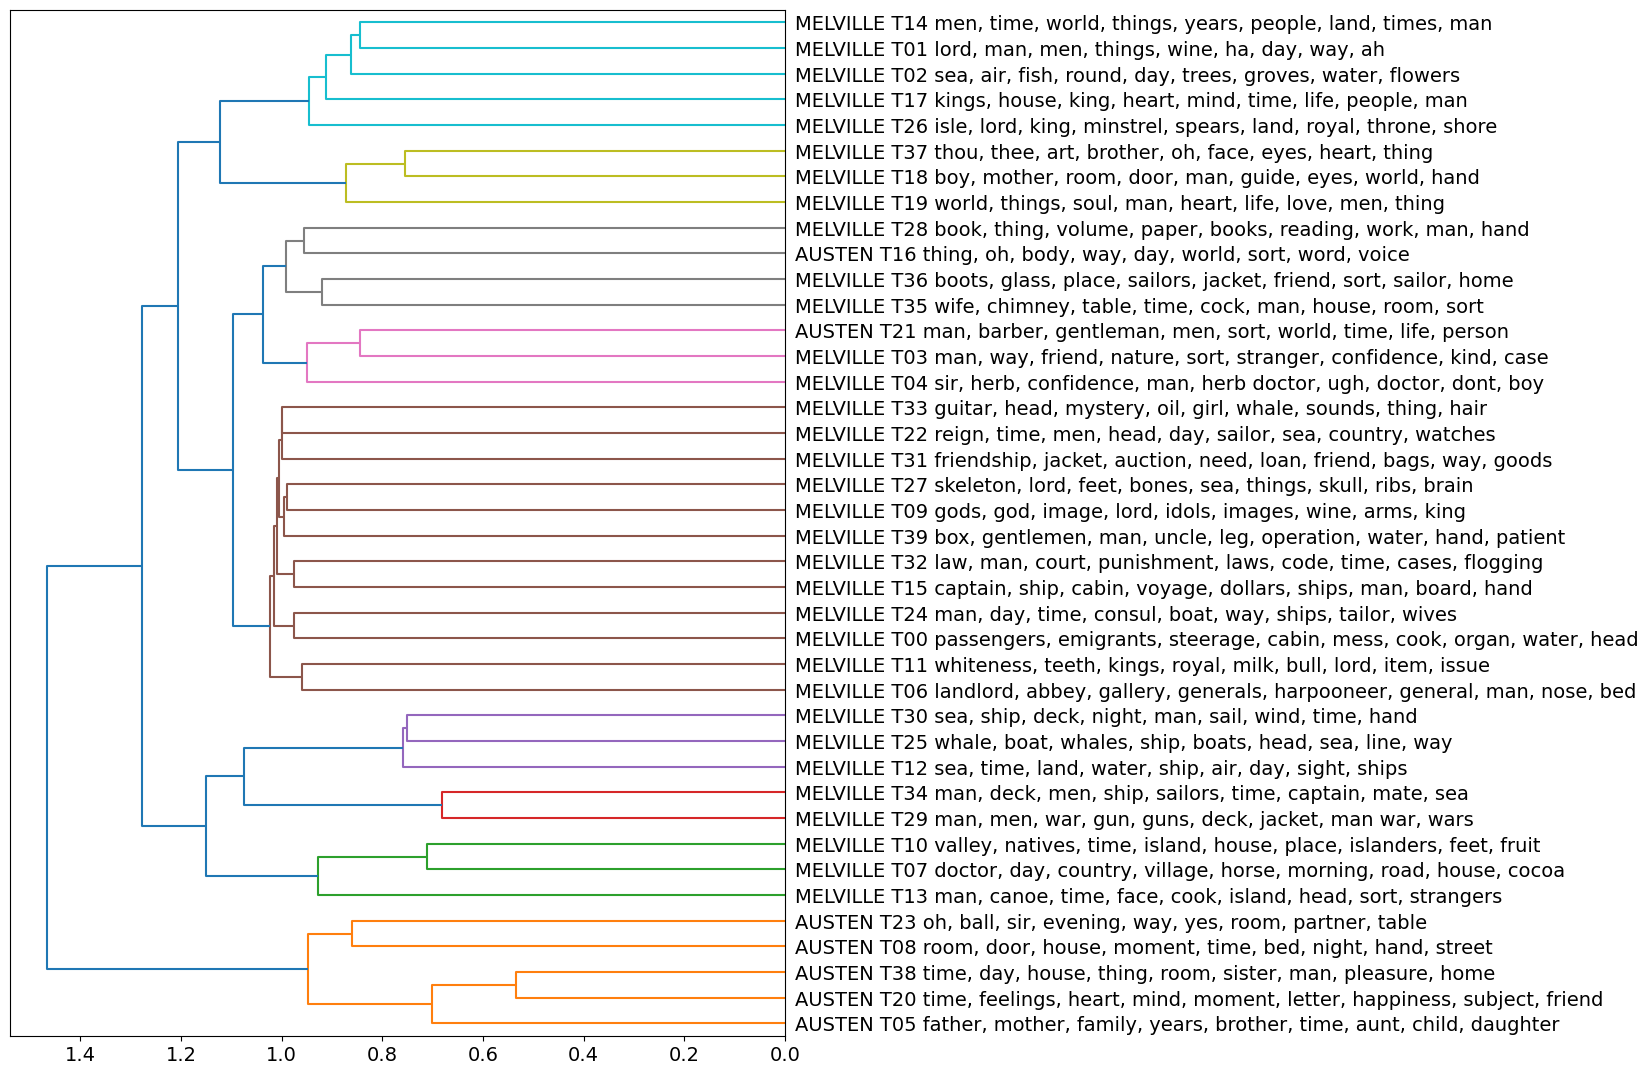 MELVILLE T14 men, time, world, things, years, people, land, times, man
MELVILLE T01 lord, man, men, things, wine, ha, day, way, ah
MELVILLE T02 sea, air, fish, round, day, trees, groves, water, flowers
MELVILLE T17 kings, house, king, heart, mind, time, life, people, man
MELVILLE T26 isle, lord, king, minstrel, spears, land, royal, throne, shore
MELVILLE T37 thou, thee, art, brother, oh, face, eyes, heart, thing
MELVILLE T18 boy, mother, room, door, man, guide, eyes, world, hand
MELVILLE T19 world, things, soul, man, heart, life, love, men, thing
MELVILLE T28 book, thing, volume, paper, books, reading, work, man, hand
AUSTEN T16 thing, oh, body, way, day, world, sort, word, voice
MELVILLE T36 boots, glass, place, sailors, jacket, friend, sort, sailor, home
MELVILLE T35 wife, chimney, table, time, cock, man, house, room, sort
AUSTEN T21 man, barber, gentleman, men, sort, world, time, life, person
MELVILLE T03 man, way, friend, nature, sort, stranger, confidence, kind, case
MELVILLE T04 sir, herb, confidence, man, herb doctor, ugh, doctor, dont, boy
MELVILLE T33 guitar, head, mystery, oil, girl, whale, sounds, thing, hair
MELVILLE T22 reign, time, men, head, day, sailor, sea, country, watches
MELVILLE T31 friendship, jacket, auction, need, loan, friend, bags, way, goods
MELVILLE T27 skeleton, lord, feet, bones, sea, things, skull, ribs, brain
MELVILLE T09 gods, god, image, lord, idols, images, wine, arms, king
MELVILLE T39 box, gentlemen, man, uncle, leg, operation, water, hand, patient
MELVILLE T32 law, man, court, punishment, laws, code, time, cases, flogging
MELVILLE T15 captain, ship, cabin, voyage, dollars, ships, man, board, hand
MELVILLE T24 man, day, time, consul, boat, way, ships, tailor, wives
MELVILLE T00 passengers, emigrants, steerage, cabin, mess, cook, organ, water, head
MELVILLE T11 whiteness, teeth, kings, royal, milk, bull, lord, item, issue
MELVILLE T06 landlord, abbey, gallery, generals, harpooneer, general, man, nose, bed
MELVILLE T30 sea, ship, deck, night, man, sail, wind, time, hand
MELVILLE T25 whale, boat, whales, ship, boats, head, sea, line, way
MELVILLE T12 sea, time, land, water, ship, air, day, sight, ships
MELVILLE T34 man, deck, men, ship, sailors, time, captain, mate, sea
MELVILLE T29 man, men, war, gun, guns, deck, jacket, man war, wars
MELVILLE T10 valley, natives, time, island, house, place, islanders, feet, fruit
MELVILLE T07 doctor, day, country, village, horse, morning, road, house, cocoa
MELVILLE T13 man, canoe, time, face, cook, island, head, sort, strangers
AUSTEN T23 oh, ball, sir, evening, way, yes, room, partner, table
AUSTEN T08 room, door, house, moment, time, bed, night, hand, street
AUSTEN T38 time, day, house, thing, room, sister, man, pleasure, home
AUSTEN T20 time, feelings, heart, mind, moment, letter, happiness, subject, friend
AUSTEN T05 father, mother, family, years, brother, time, aunt, child, daughter
1.4 1.2 1.0 0.8 0.6 0.4 0.2 0.0